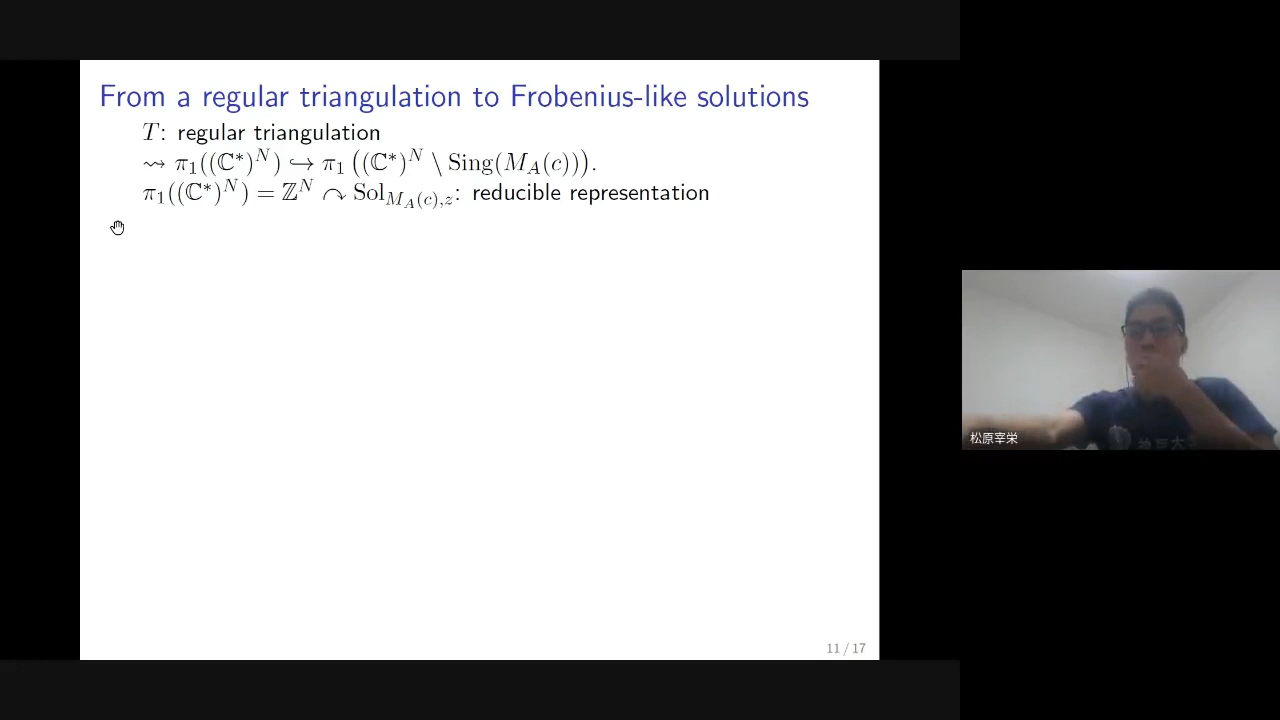 From a regular triangulation to Frobenius-like solutions
T: regular triangulation
⇝ π₁((ℂ*)ᴺ) ↪ π₁ ((ℂ*)ᴺ \ Sing(M_A(c))).
π₁((ℂ*)ᴺ) = ℤᴺ ↷ Sol_{M_A(c),z}: reducible representation
11 / 17
松原宰栄